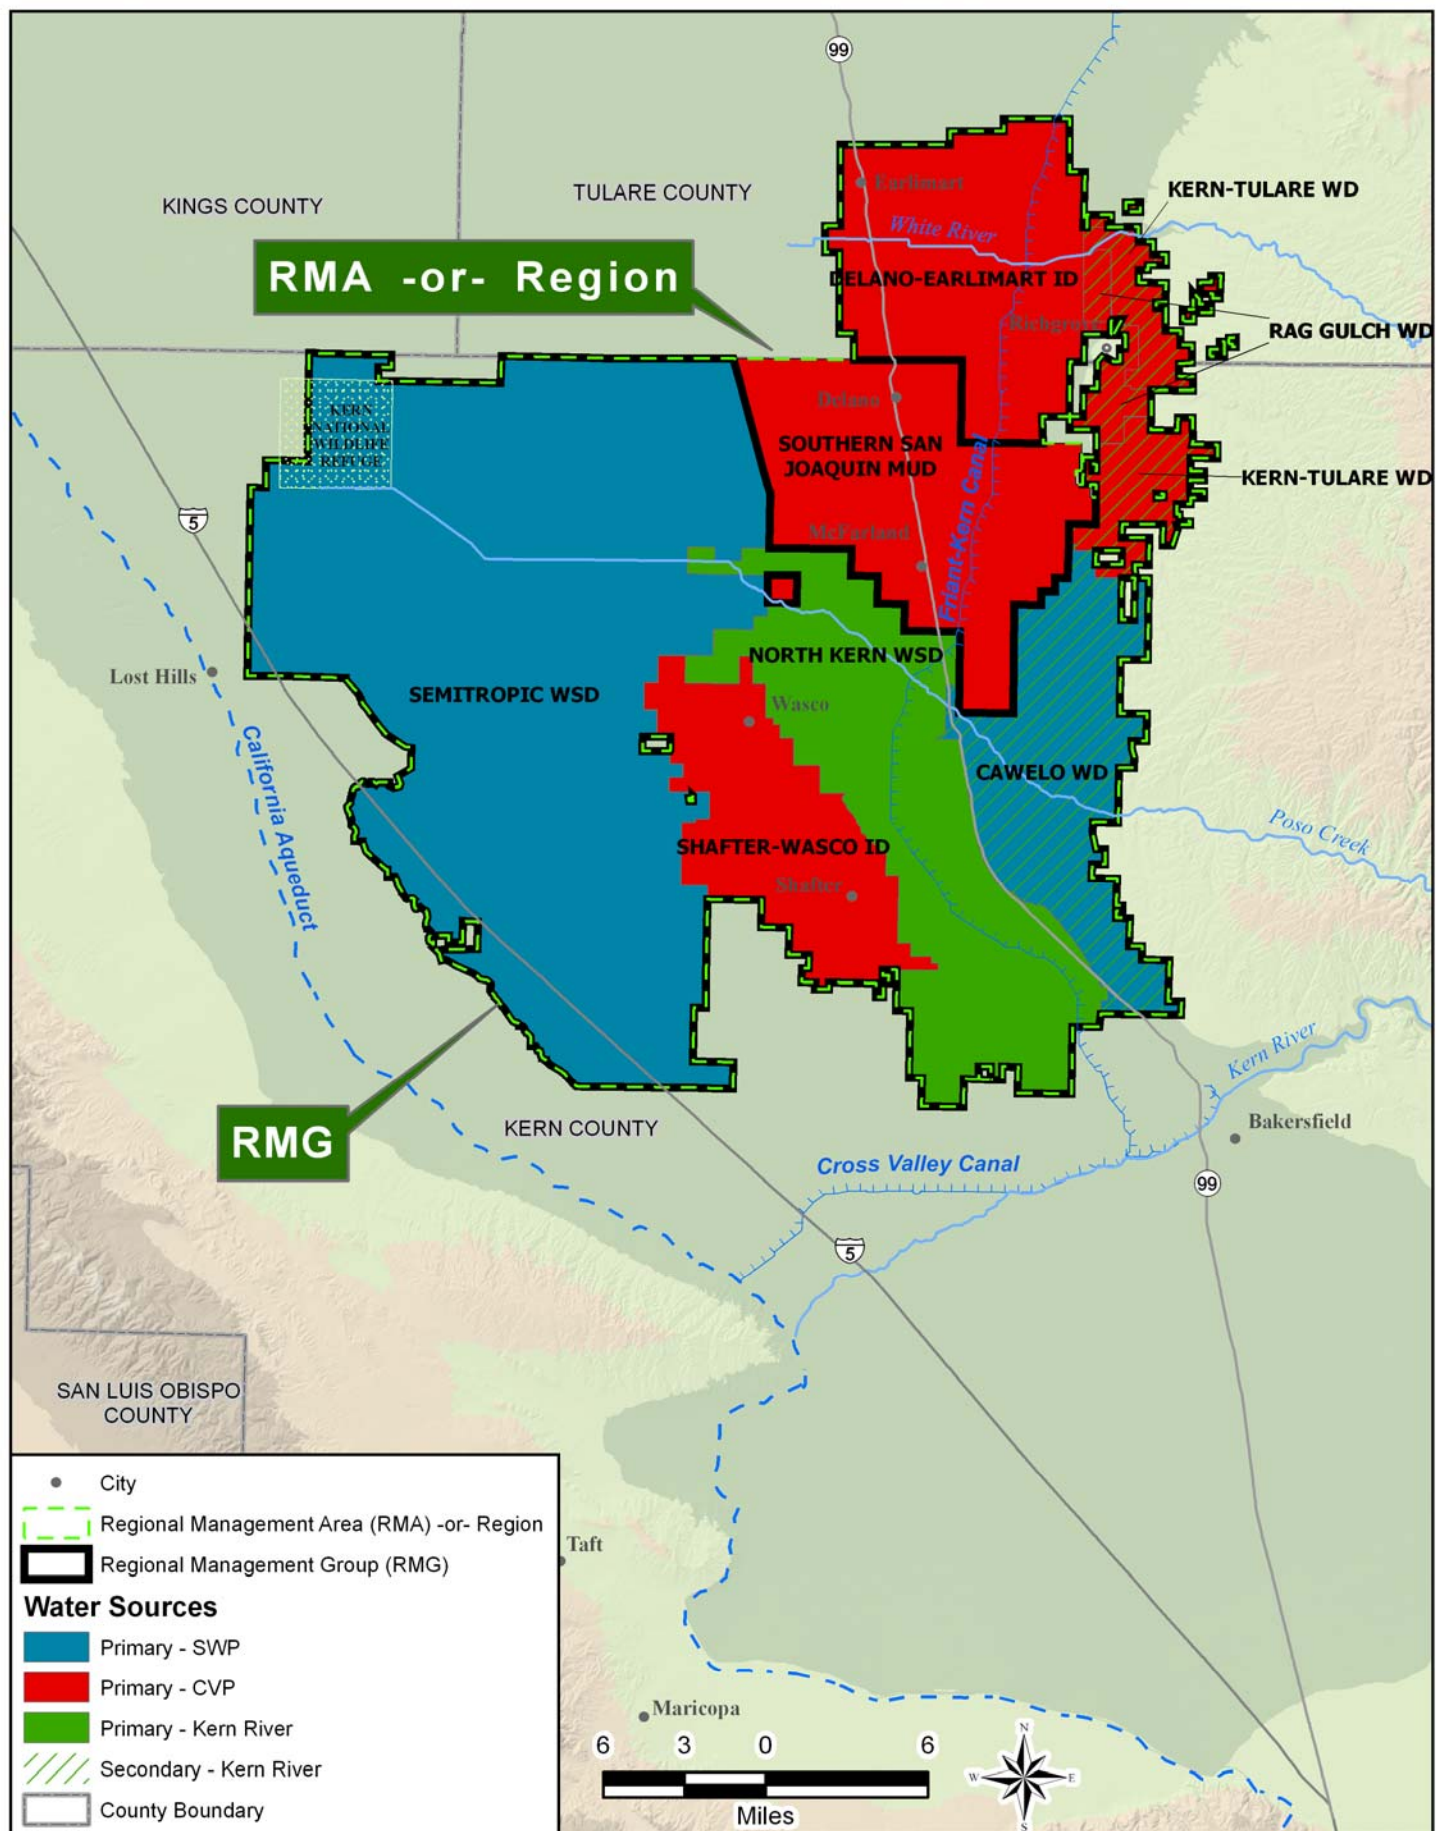 99
KINGS COUNTY
TULARE COUNTY
KERN-TULARE WD
Earlimart
White River
RMA -or- Region
DELANO-EARLIMART ID
Richgrove
RAG GULCH WD
KERN
NATIONAL
WILDLIFE
REFUGE
Delano
SOUTHERN SAN
JOAQUIN MUD
KERN-TULARE WD
5
McFarland
Friant-Kern Canal
NORTH KERN WSD
Lost Hills
SEMITROPIC WSD
Wasco
CAWELO WD
California Aqueduct
Poso Creek
SHAFTER-WASCO ID
Shafter
Kern River
RMG
KERN COUNTY
Bakersfield
Cross Valley Canal
99
5
SAN LUIS OBISPO
COUNTY
City
Regional Management Area (RMA) -or- Region
Regional Management Group (RMG)
Water Sources
Primary - SWP
Primary - CVP
Primary - Kern River
Secondary - Kern River
County Boundary
Taft
Maricopa
6 3 0 6
Miles
N
W E
S